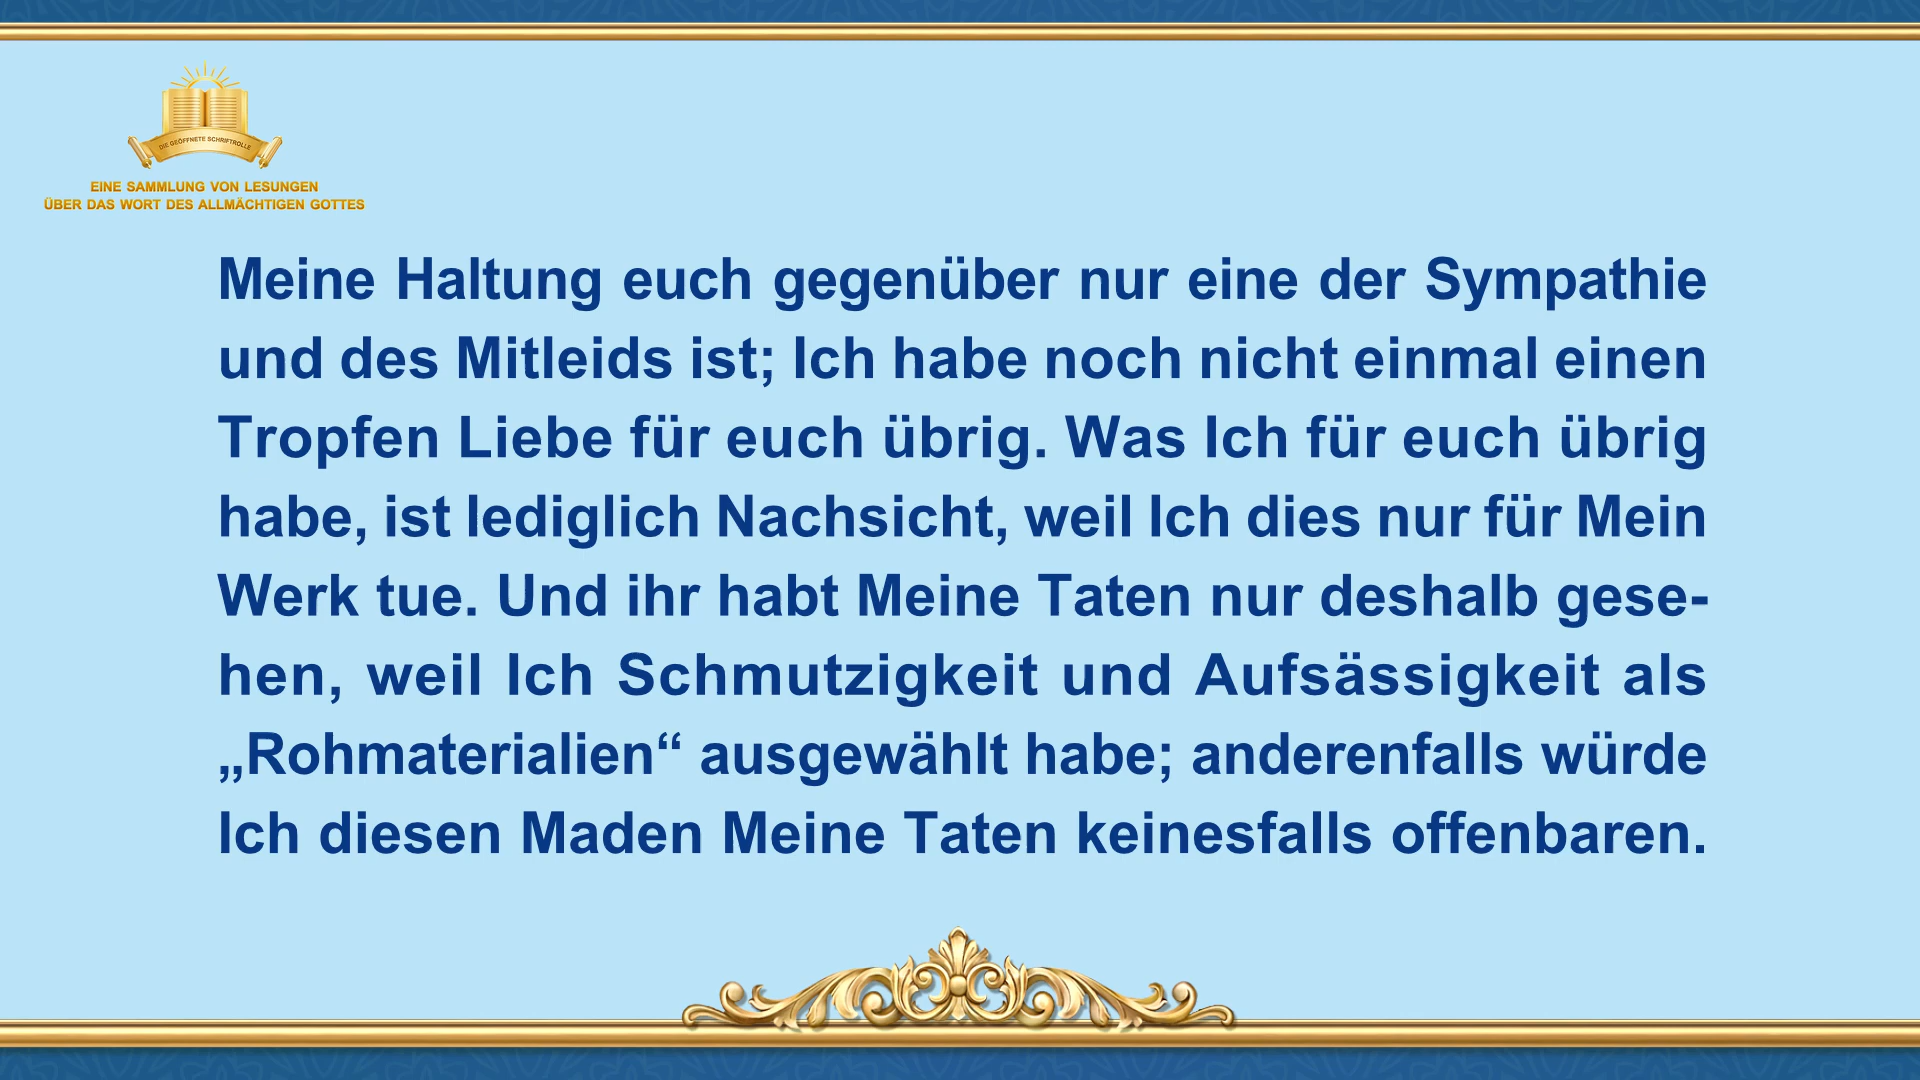 DIE GEÖFFNETE SCHRIFTROLLE
EINE SAMMLUNG VON LESUNGEN
ÜBER DAS WORT DES ALLMÄCHTIGEN GOTTES
Meine Haltung euch gegenüber nur eine der Sympathie
und des Mitleids ist; Ich habe noch nicht einmal einen
Tropfen Liebe für euch übrig. Was Ich für euch übrig
habe, ist lediglich Nachsicht, weil Ich dies nur für Mein
Werk tue. Und ihr habt Meine Taten nur deshalb gese-
hen, weil Ich Schmutzigkeit und Aufsässigkeit als
„Rohmaterialien“ ausgewählt habe; anderenfalls würde
Ich diesen Maden Meine Taten keinesfalls offenbaren.